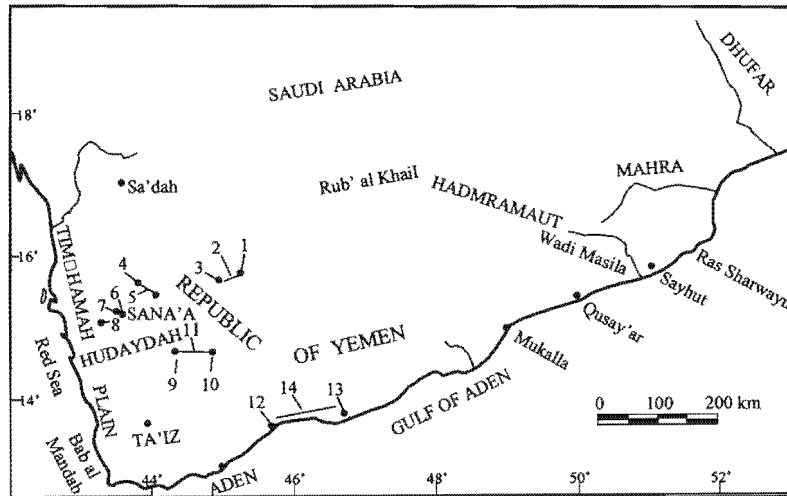 DHUFAR
SAUDI ARABIA
18°
MAHRA
Rub' al Khail
Sa'dah
HADMRAMAUT
16°
TIM□HAMAH
4
3
2
1
Wadi Masila
Ras Sharwayn
Sayhut
5
6
7
8
SANA'A
REPUBLIC
Qusay'ar
HUDAYDAH
11
OF YEMEN
Mukalla
Red Sea
9
10
14°
PLAIN
12
14
13
GULF OF ADEN
0 100 200 km
TA'IZ
Bab al
Mandab
ADEN
44°
46°
48°
50°
52°